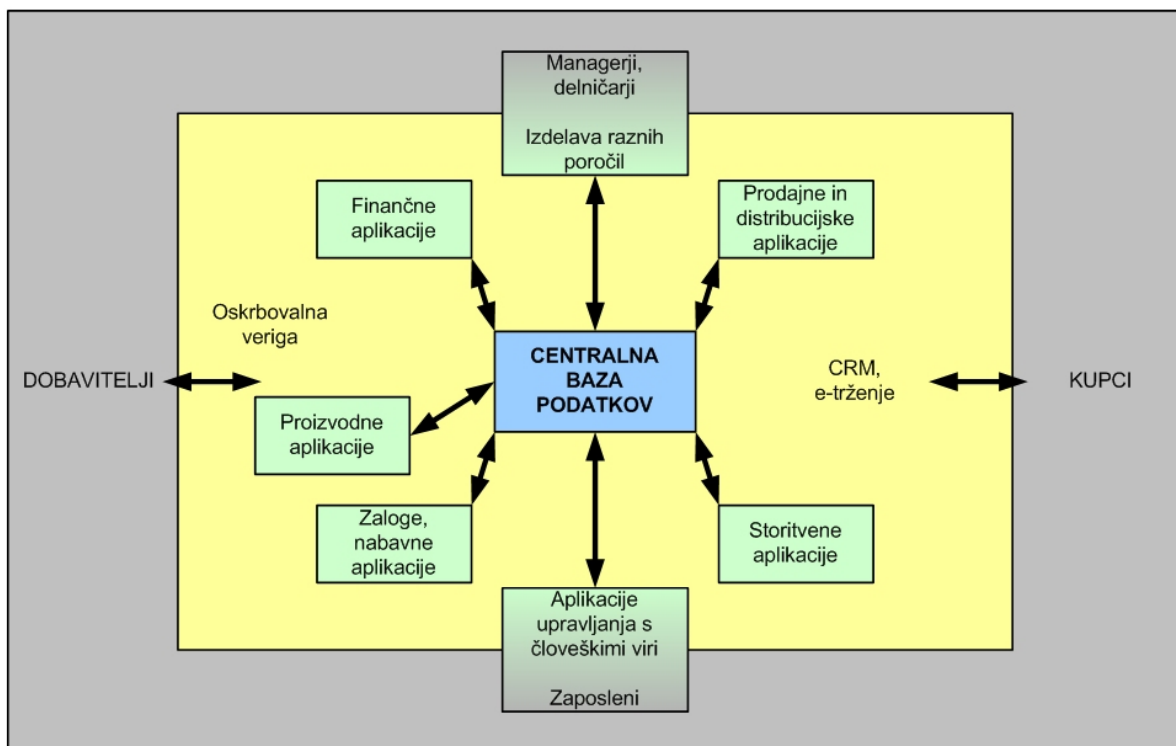 Managerji,
delničarji
Izdelava raznih
poročil
Finančne
aplikacije
Prodajne in
distribucijske
aplikacije
Oskrbovalna
veriga
CENTRALNA
BAZA
PODATKOV
DOBAVITELJI
CRM,
e-trženje
KUPCI
Proizvodne
aplikacije
Zaloge,
nabavne
aplikacije
Storitvene
aplikacije
Aplikacije
upravljanja s
človeškimi viri
Zaposleni